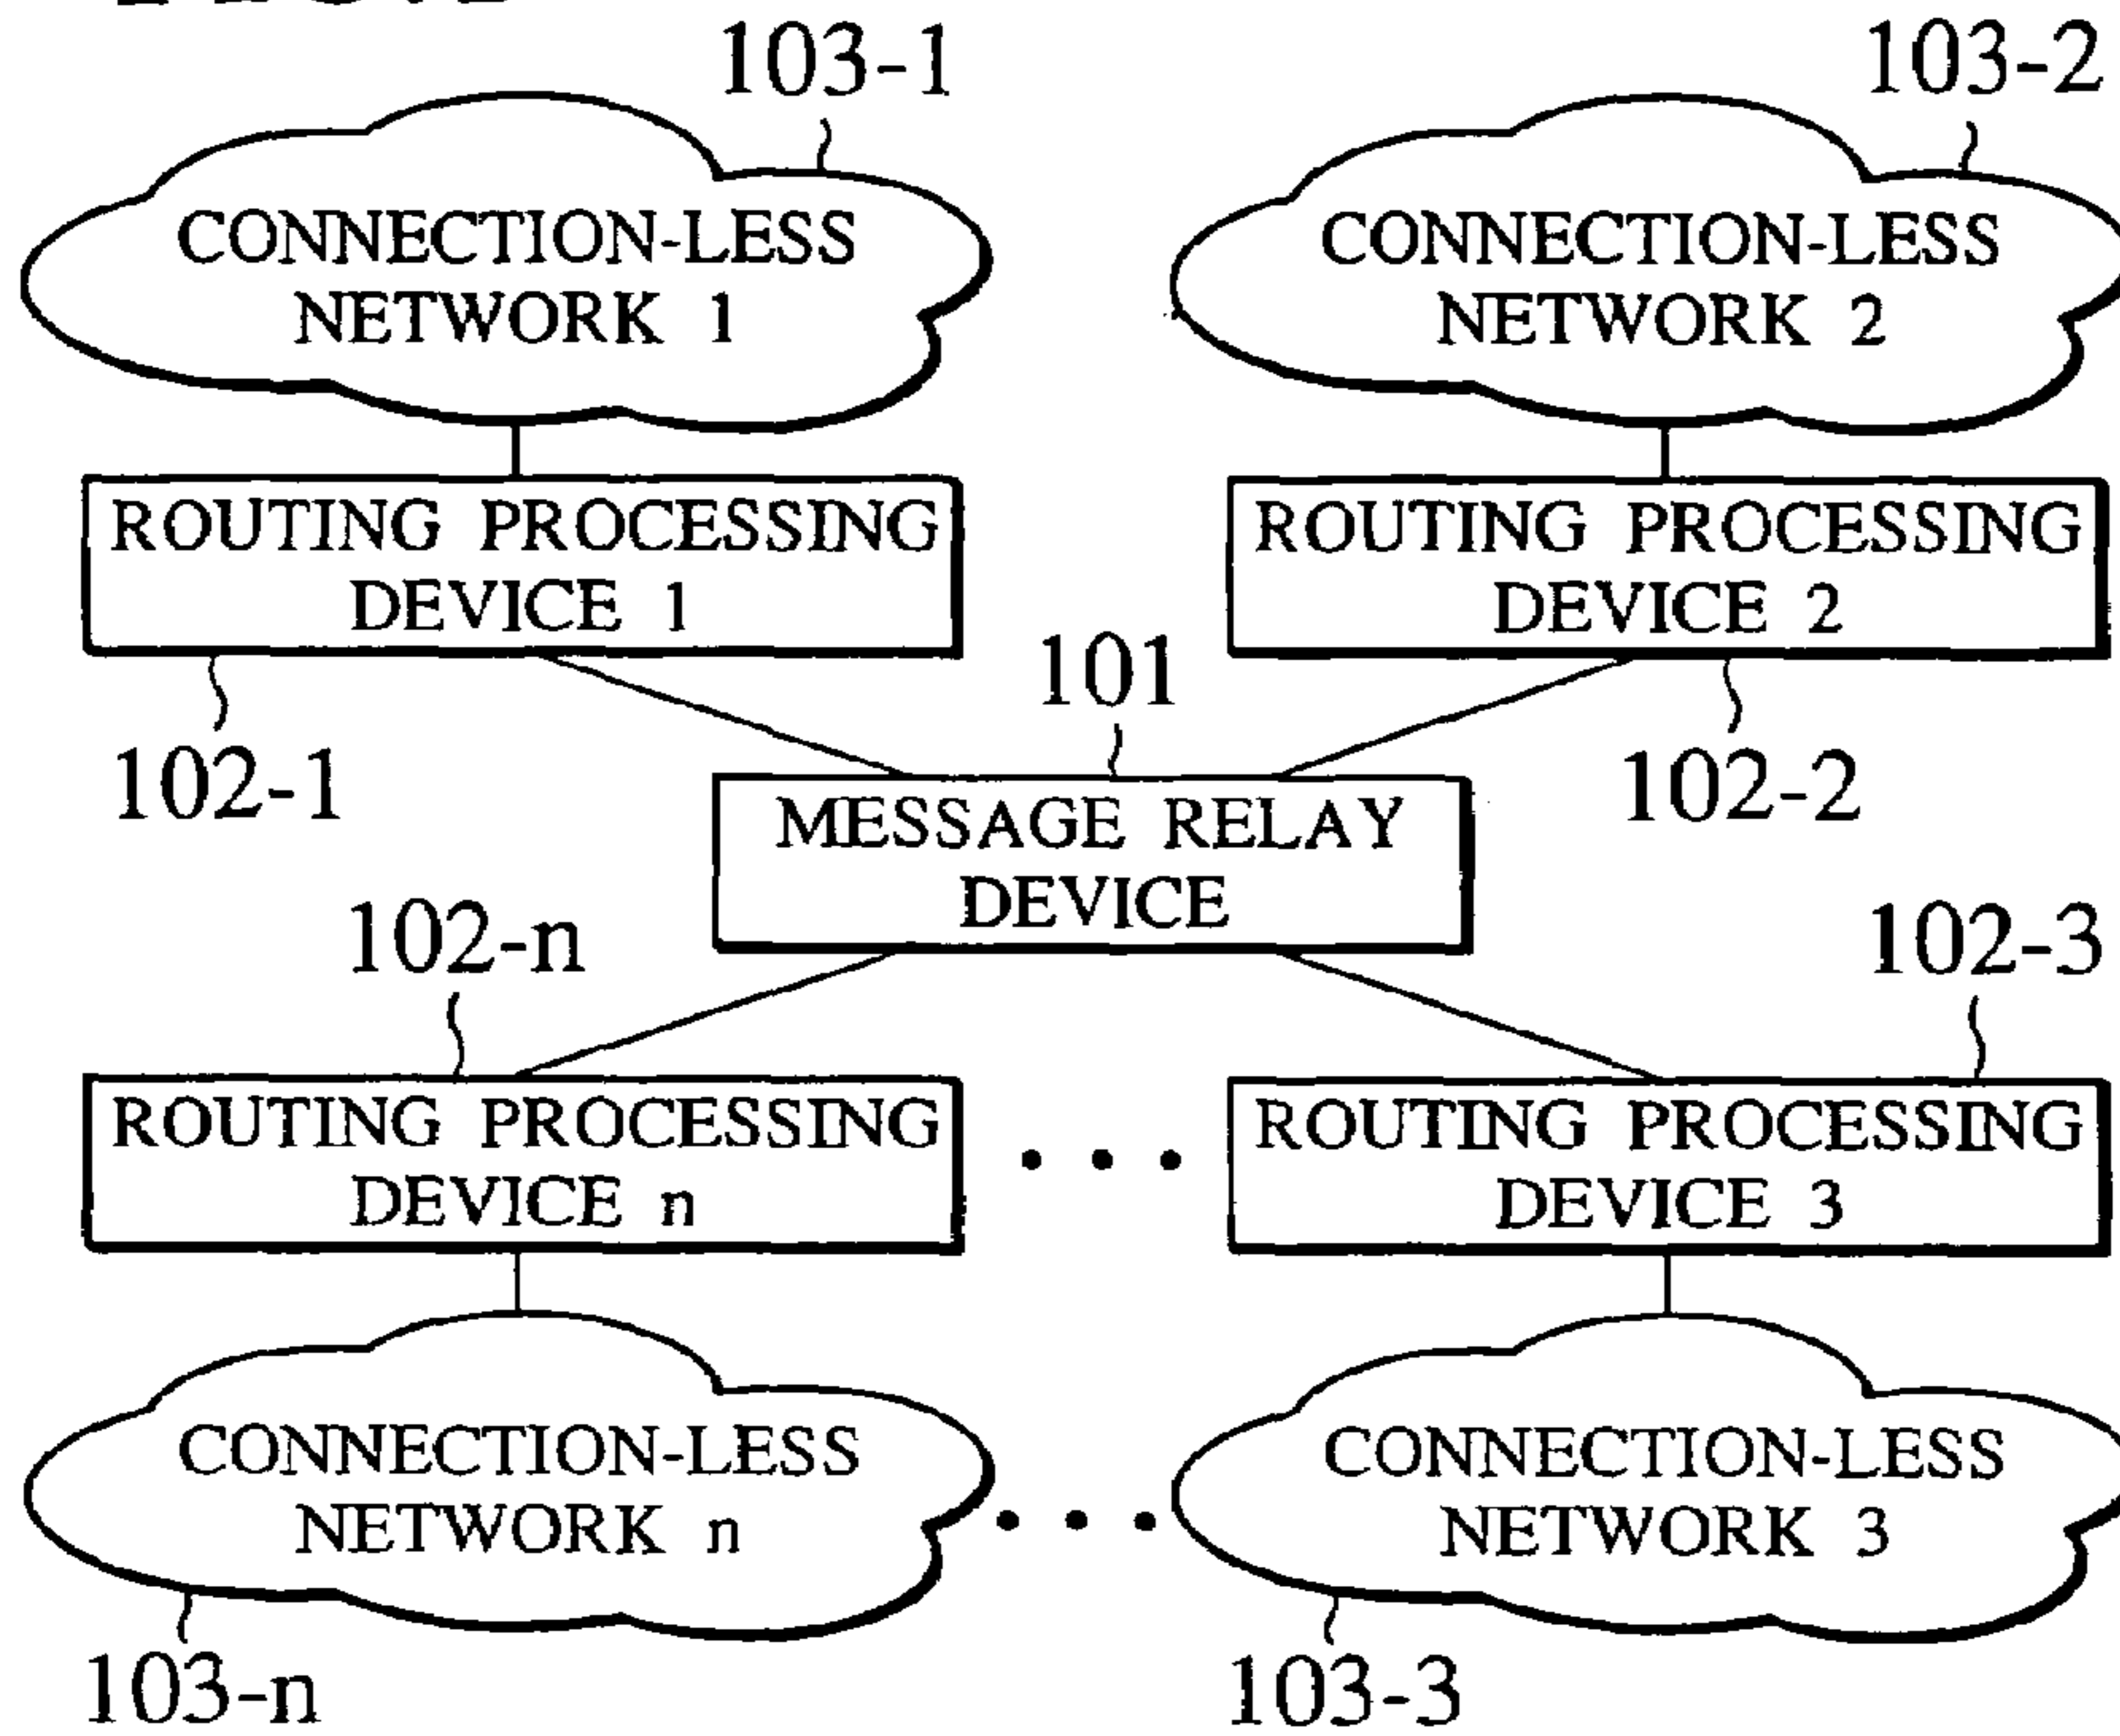 103-1
103-2
CONNECTION-LESS
NETWORK 1
CONNECTION-LESS
NETWORK 2
ROUTING PROCESSING
DEVICE 1
ROUTING PROCESSING
DEVICE 2
101
102-1
102-2
MESSAGE RELAY
DEVICE
102-n
102-3
ROUTING PROCESSING
DEVICE n
• • •
ROUTING PROCESSING
DEVICE 3
CONNECTION-LESS
NETWORK n
• • •
CONNECTION-LESS
NETWORK 3
103-n
103-3